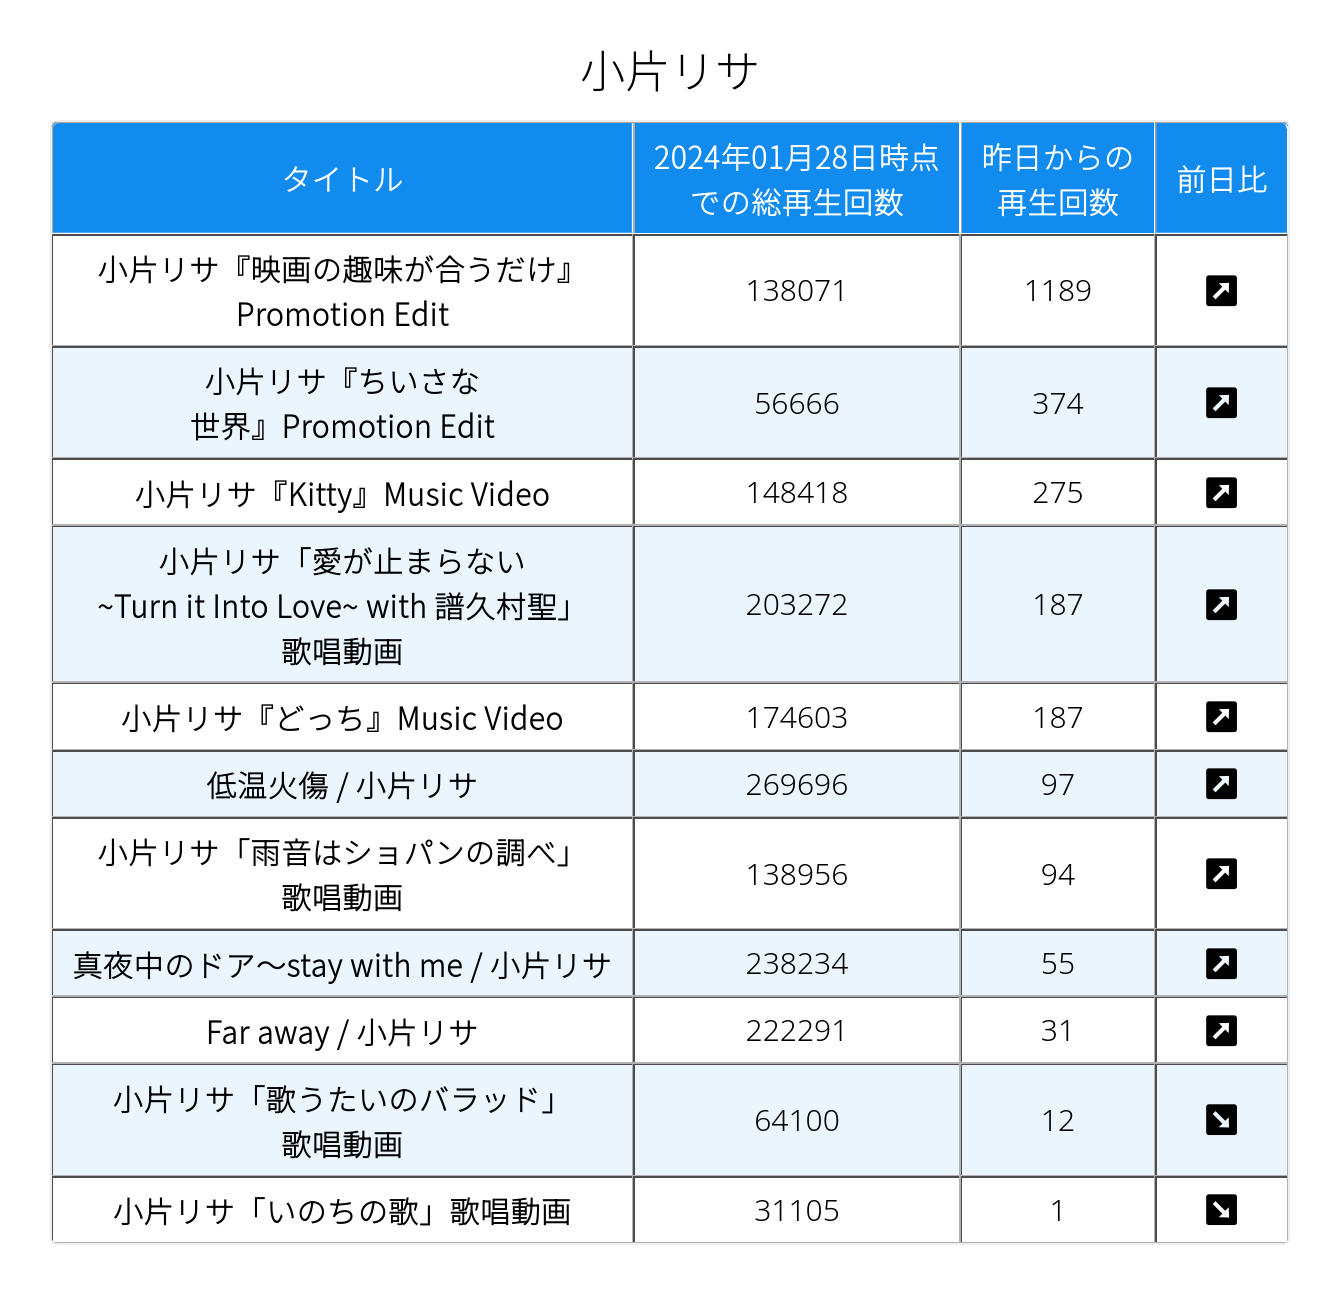 小片リサ
タイトル
2024年01月28日時点
での総再生回数
昨日からの
再生回数
前日比
小片リサ『映画の趣味が合うだけ』
Promotion Edit
138071
1189
小片リサ『ちいさな
世界』Promotion Edit
56666
374
小片リサ『Kitty』Music Video
148418
275
小片リサ「愛が止まらない
~Turn it Into Love~ with 譜久村聖」
歌唱動画
203272
187
小片リサ『どっち』Music Video
174603
187
低温火傷 / 小片リサ
269696
97
小片リサ「雨音はショパンの調べ」
歌唱動画
138956
94
真夜中のドア〜stay with me / 小片リサ
238234
55
Far away / 小片リサ
222291
31
小片リサ「歌うたいのバラッド」
歌唱動画
64100
12
小片リサ「いのちの歌」歌唱動画
31105
1